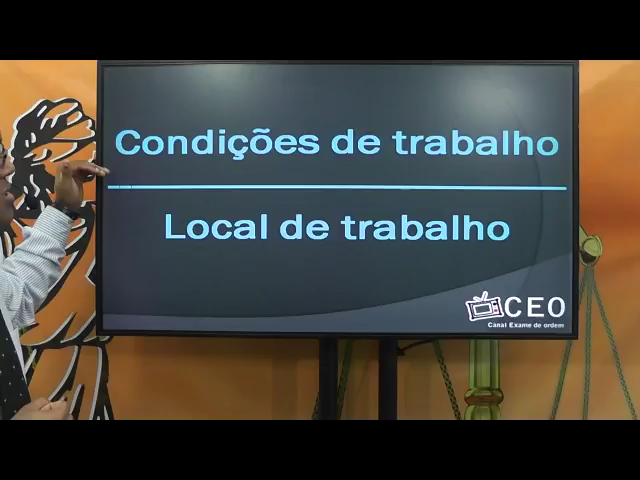 Condições de trabalho
Local de trabalho
CEO
Canal Exame de ordem